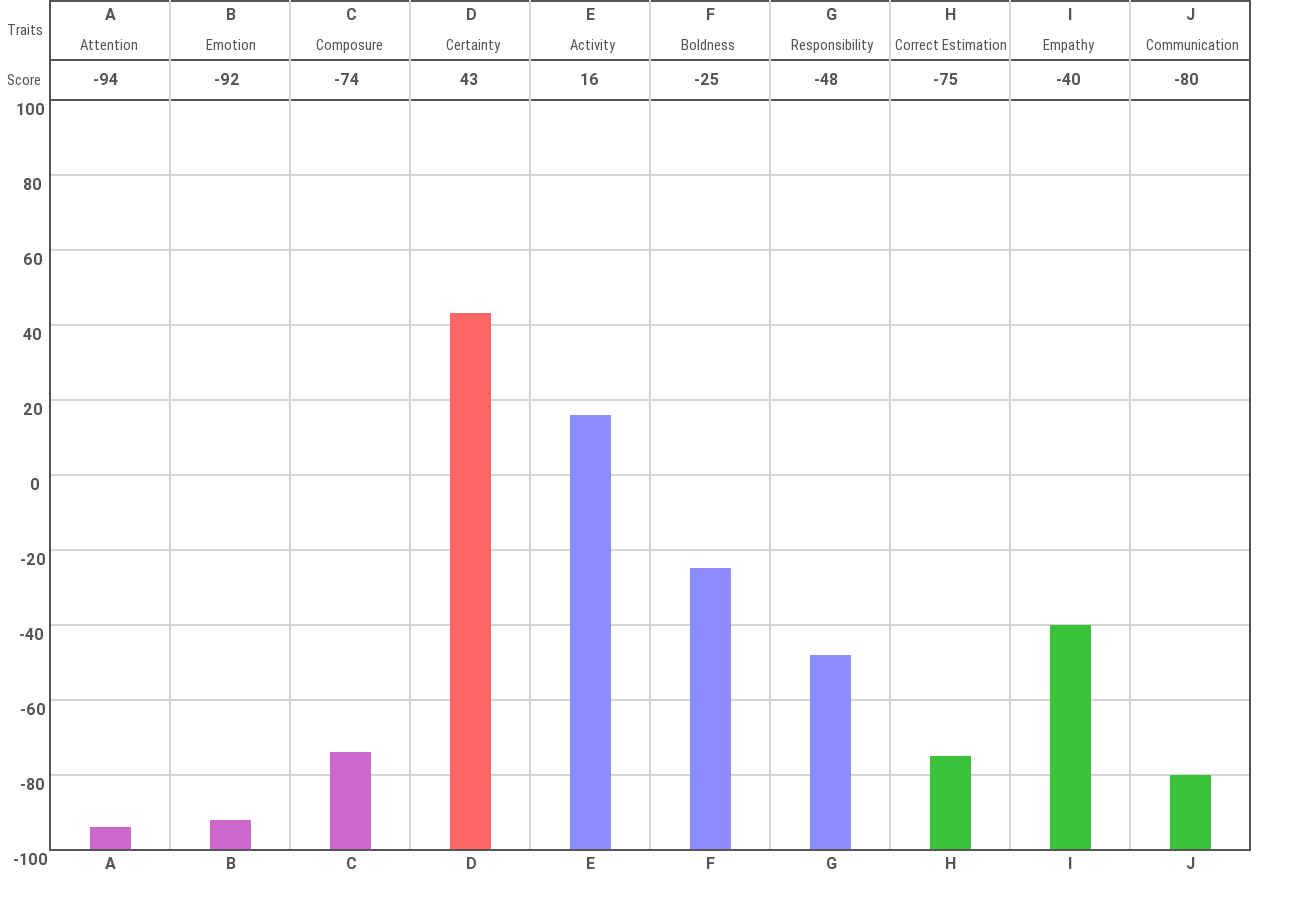 A B C D E F G H I J
Traits
Attention Emotion Composure Certainty Activity Boldness Responsibility Correct Estimation Empathy Communication
Score -94 -92 -74 43 16 -25 -48 -75 -40 -80
100
80
60
40
20
0
-20
-40
-60
-80
-100
A B C D E F G H I J